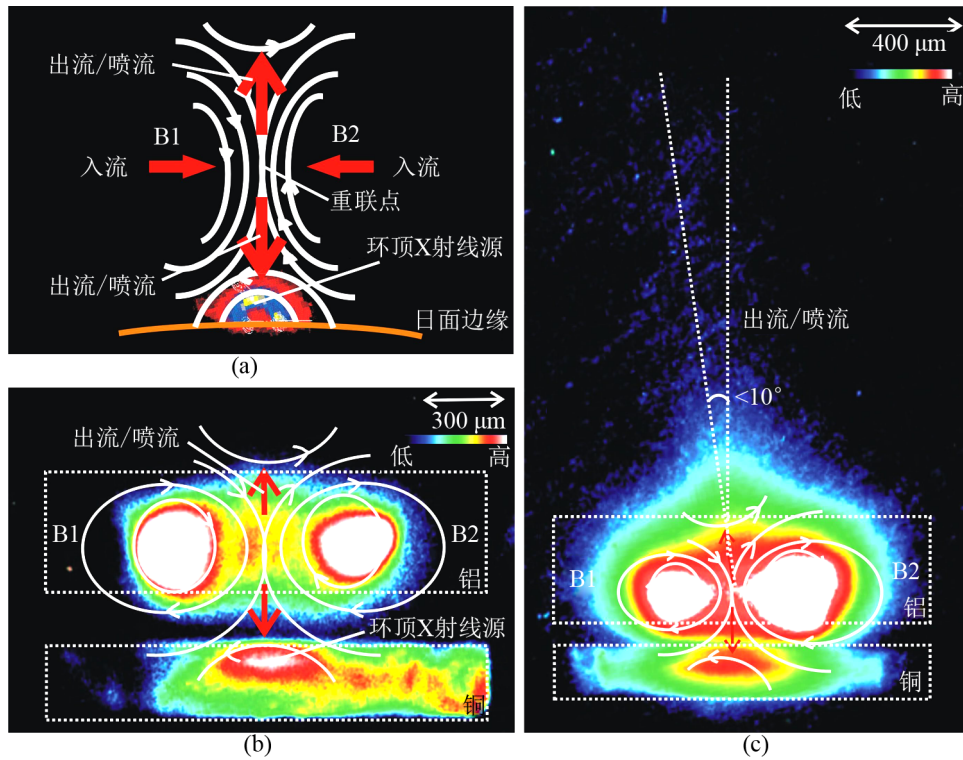 出流/喷流
B1
B2
入流
入流
重联点
环顶X射线源
出流/喷流
日面边缘
(a)
300 μm
出流/喷流
低
高
B1
B2
铝
环顶X射线源
铜
(b)
400 μm
低
高
出流/喷流
<10°
B1
B2
铝
铜
(c)